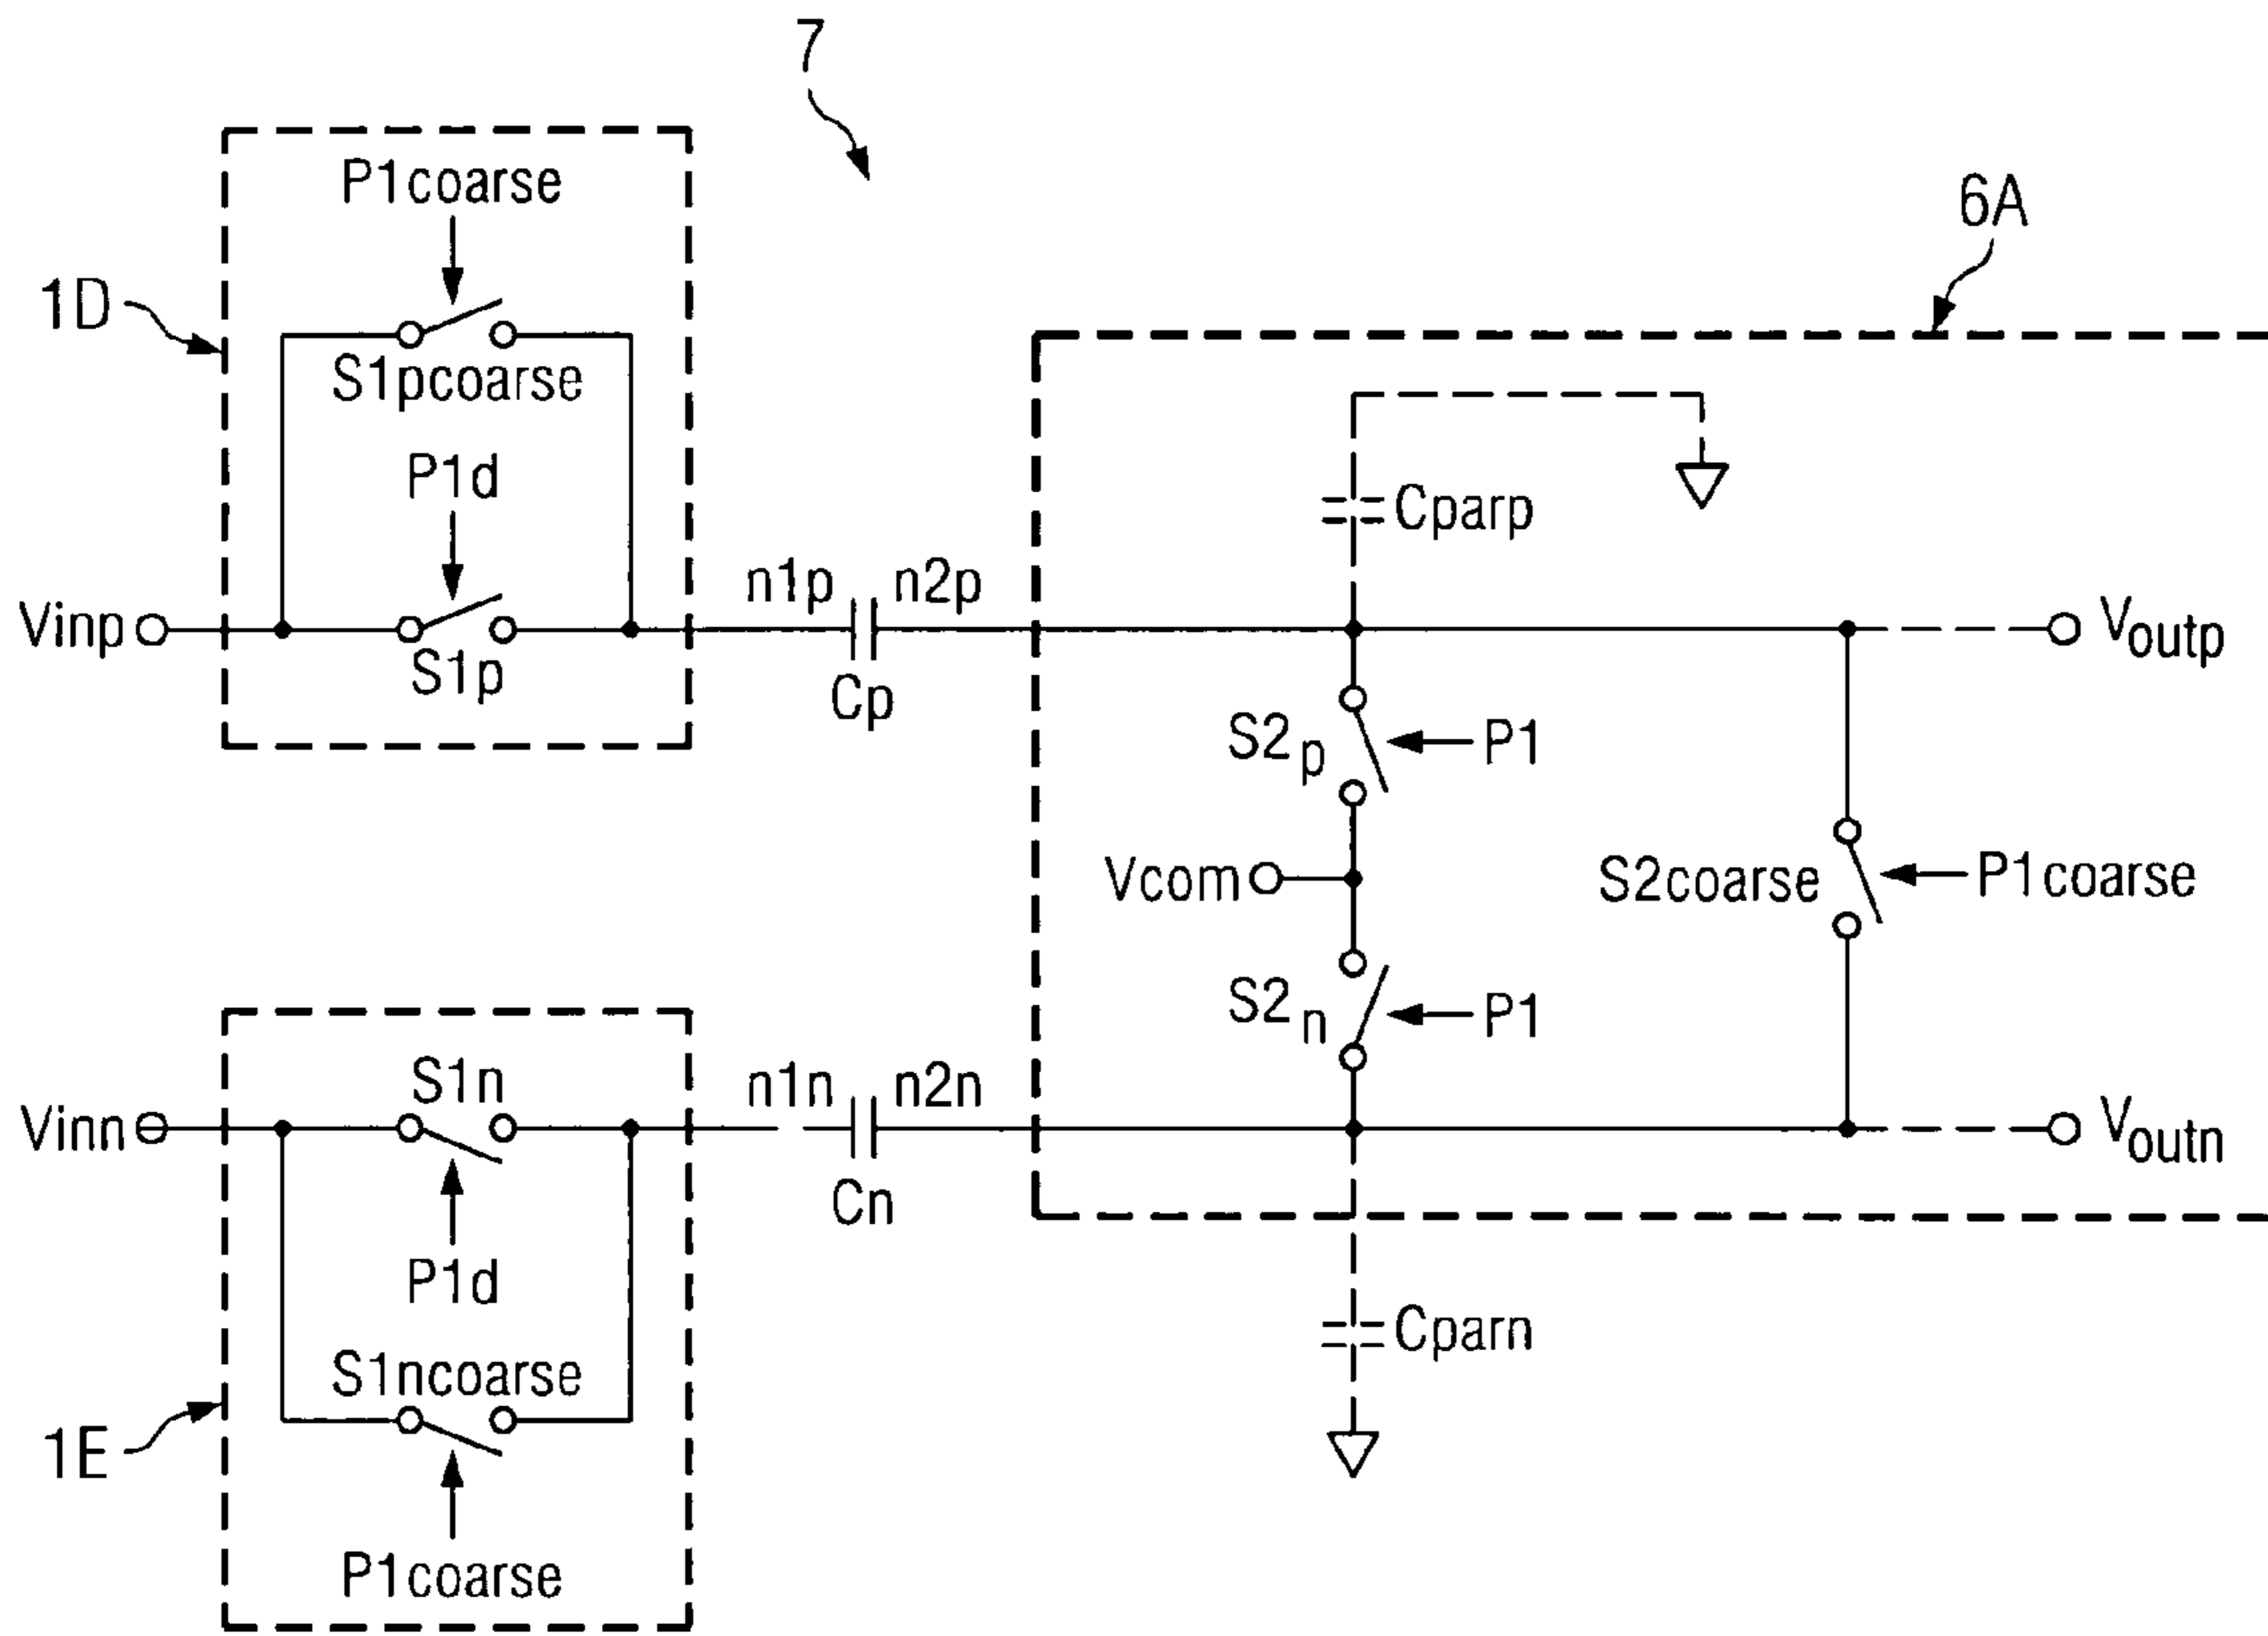 7
P1coarse
6A
1D
S1pcoarse
P1d
Cparp
n1p n2p
Vinp
Voutp
S1p
Cp
S2p
P1
Vcom
S2coarse
P1coarse
S2n
P1
S1n
n1n n2n
Vinn
Voutn
Cn
P1d
Cparn
S1ncoarse
1E
P1coarse